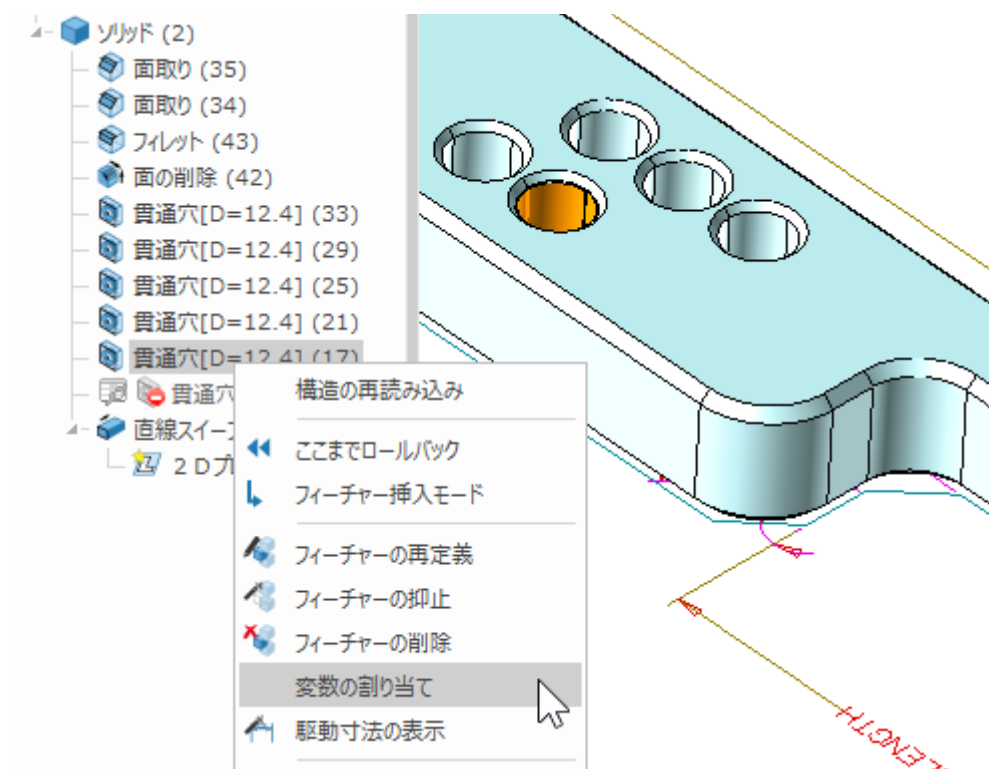 ソリッド (2)
面取り (35)
面取り (34)
フィレット (43)
面の削除 (42)
貫通穴[D=12.4] (33)
貫通穴[D=12.4] (29)
貫通穴[D=12.4] (25)
貫通穴[D=12.4] (21)
貫通穴[D=12.4] (17)
貫通穴
直線スイープ
２Dプ
構造の再読み込み
ここまでロールバック
フィーチャー挿入モード
フィーチャーの再定義
フィーチャーの抑止
フィーチャーの削除
変数の割り当て
駆動寸法の表示
LENGTH